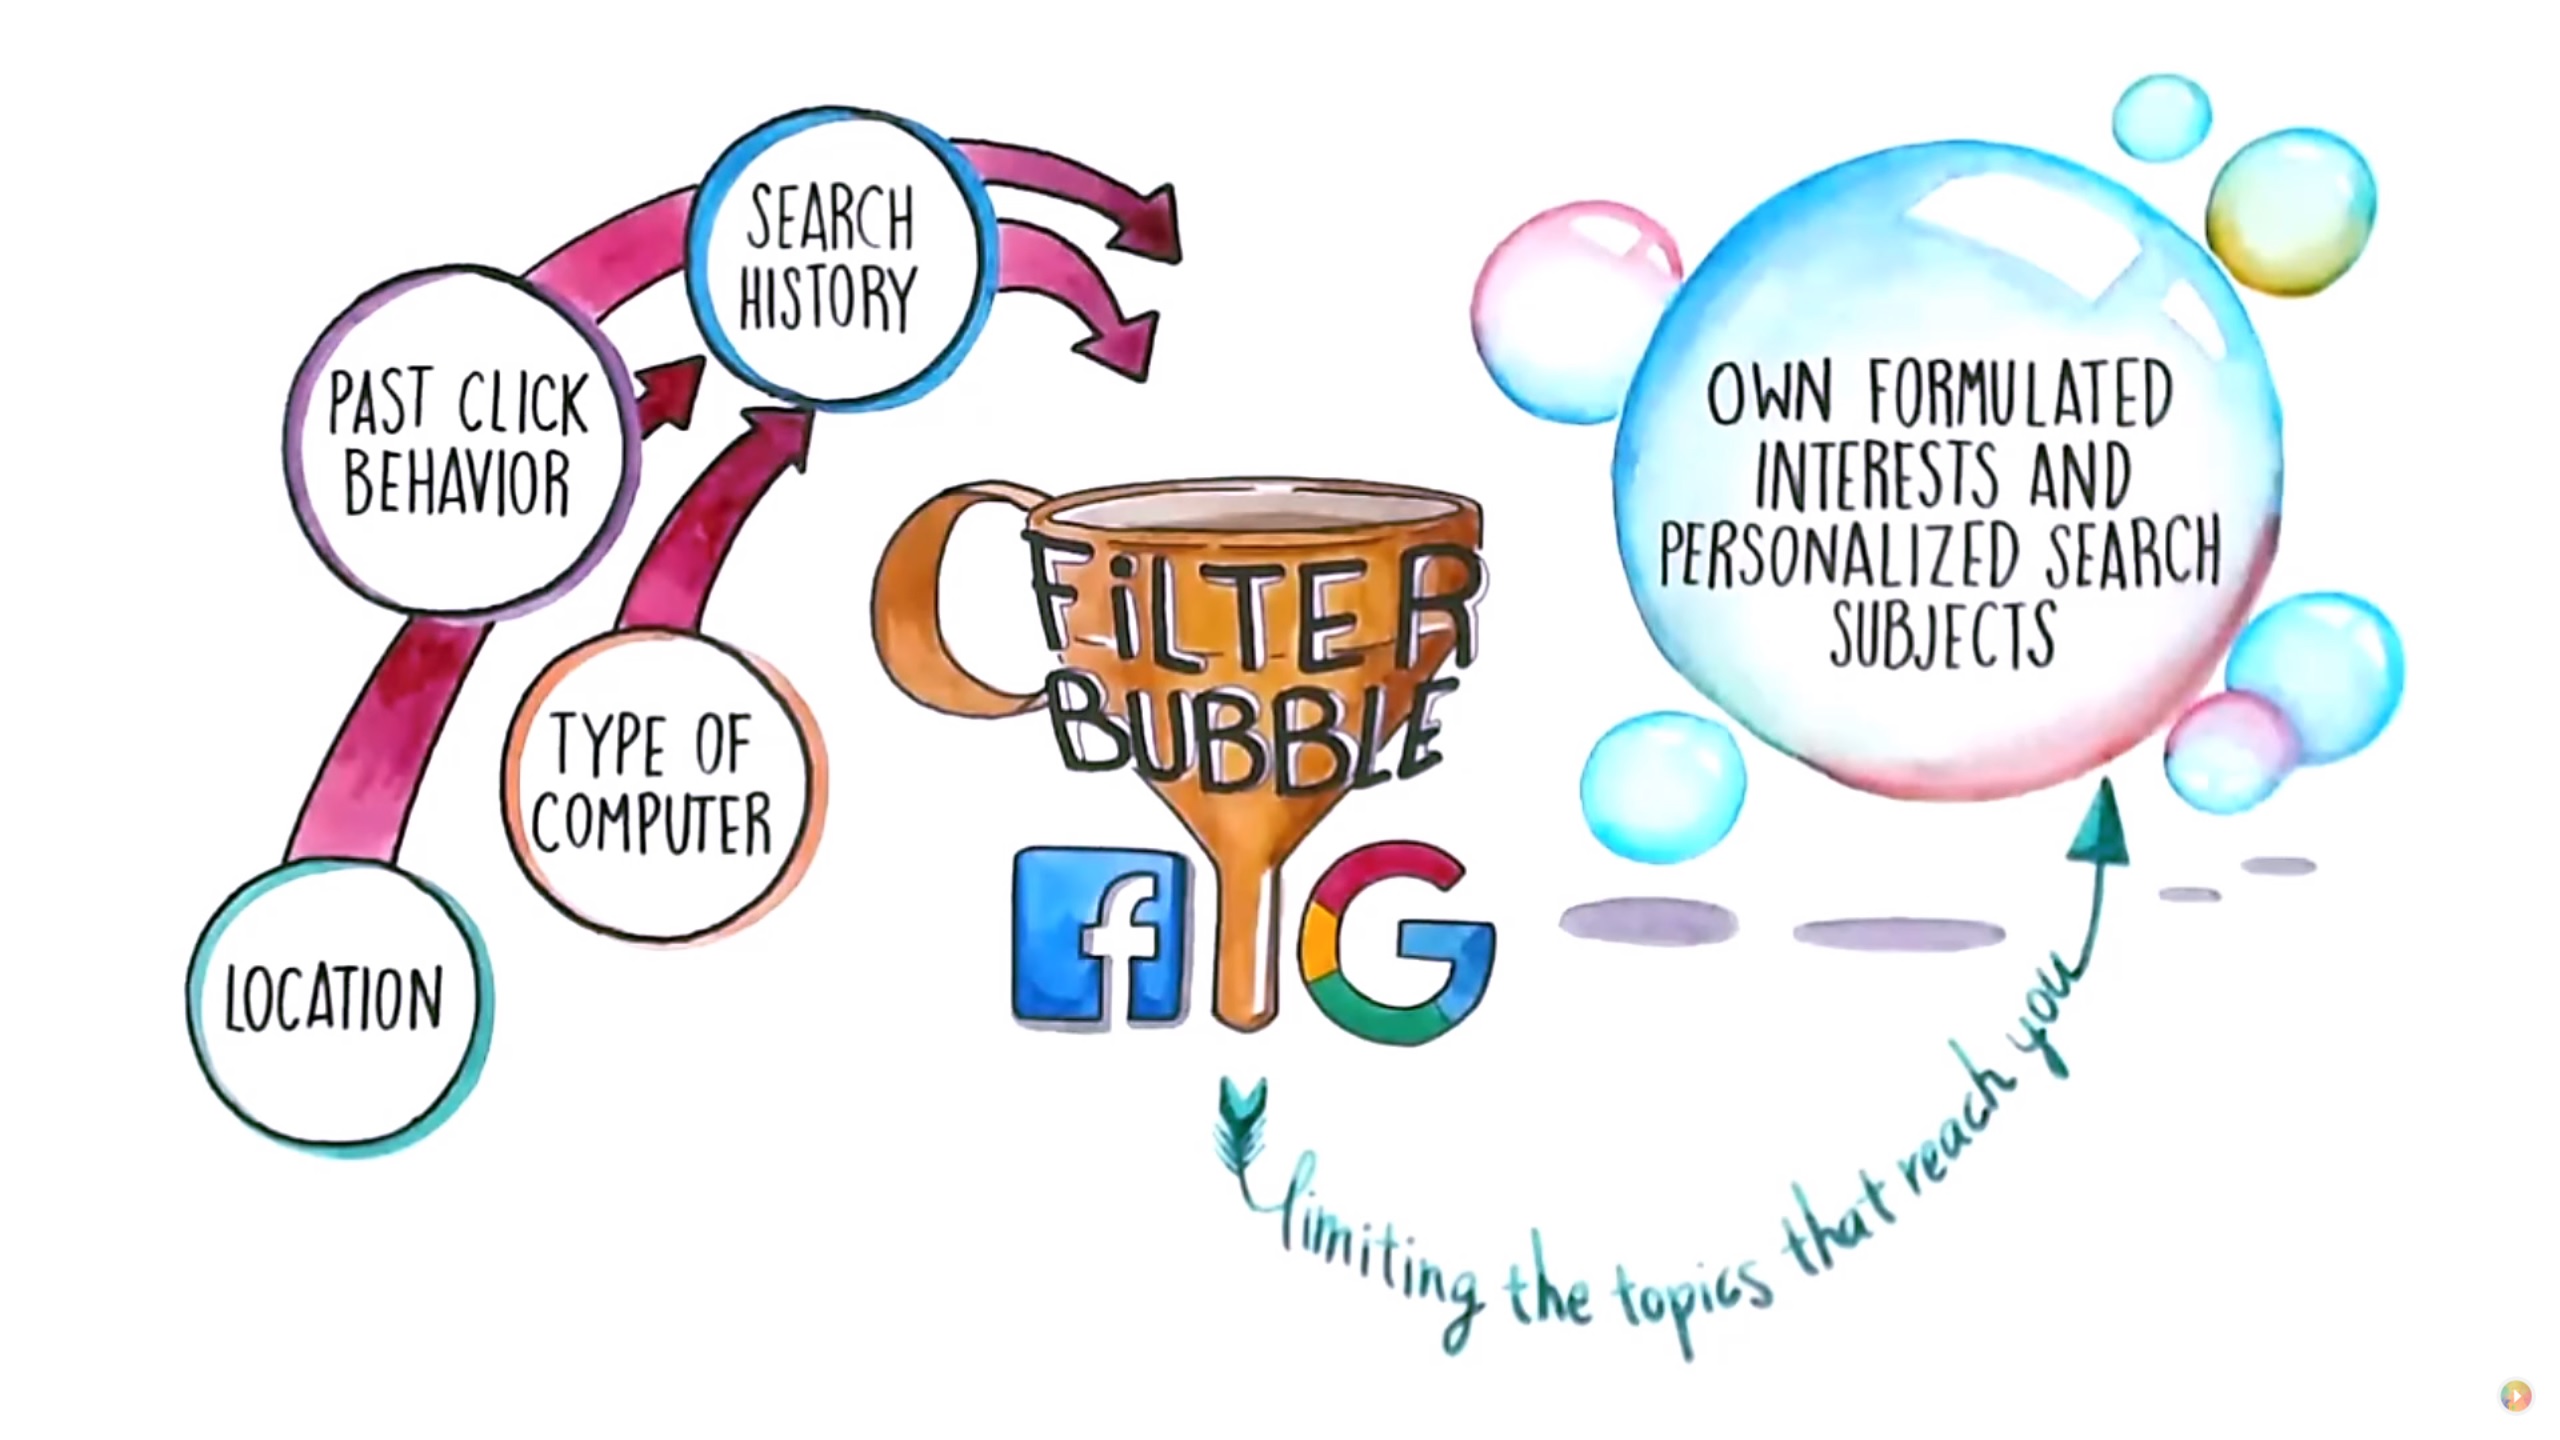 SEARCH
HISTORY
PAST CLICK
BEHAVIOR
TYPE OF
COMPUTER
LOCATION
FiLTER
BUBBLE
f
G
limiting the topics that reach you
OWN FORMULATED
INTERESTS AND
PERSONALIZED SEARCH
SUBJECTS